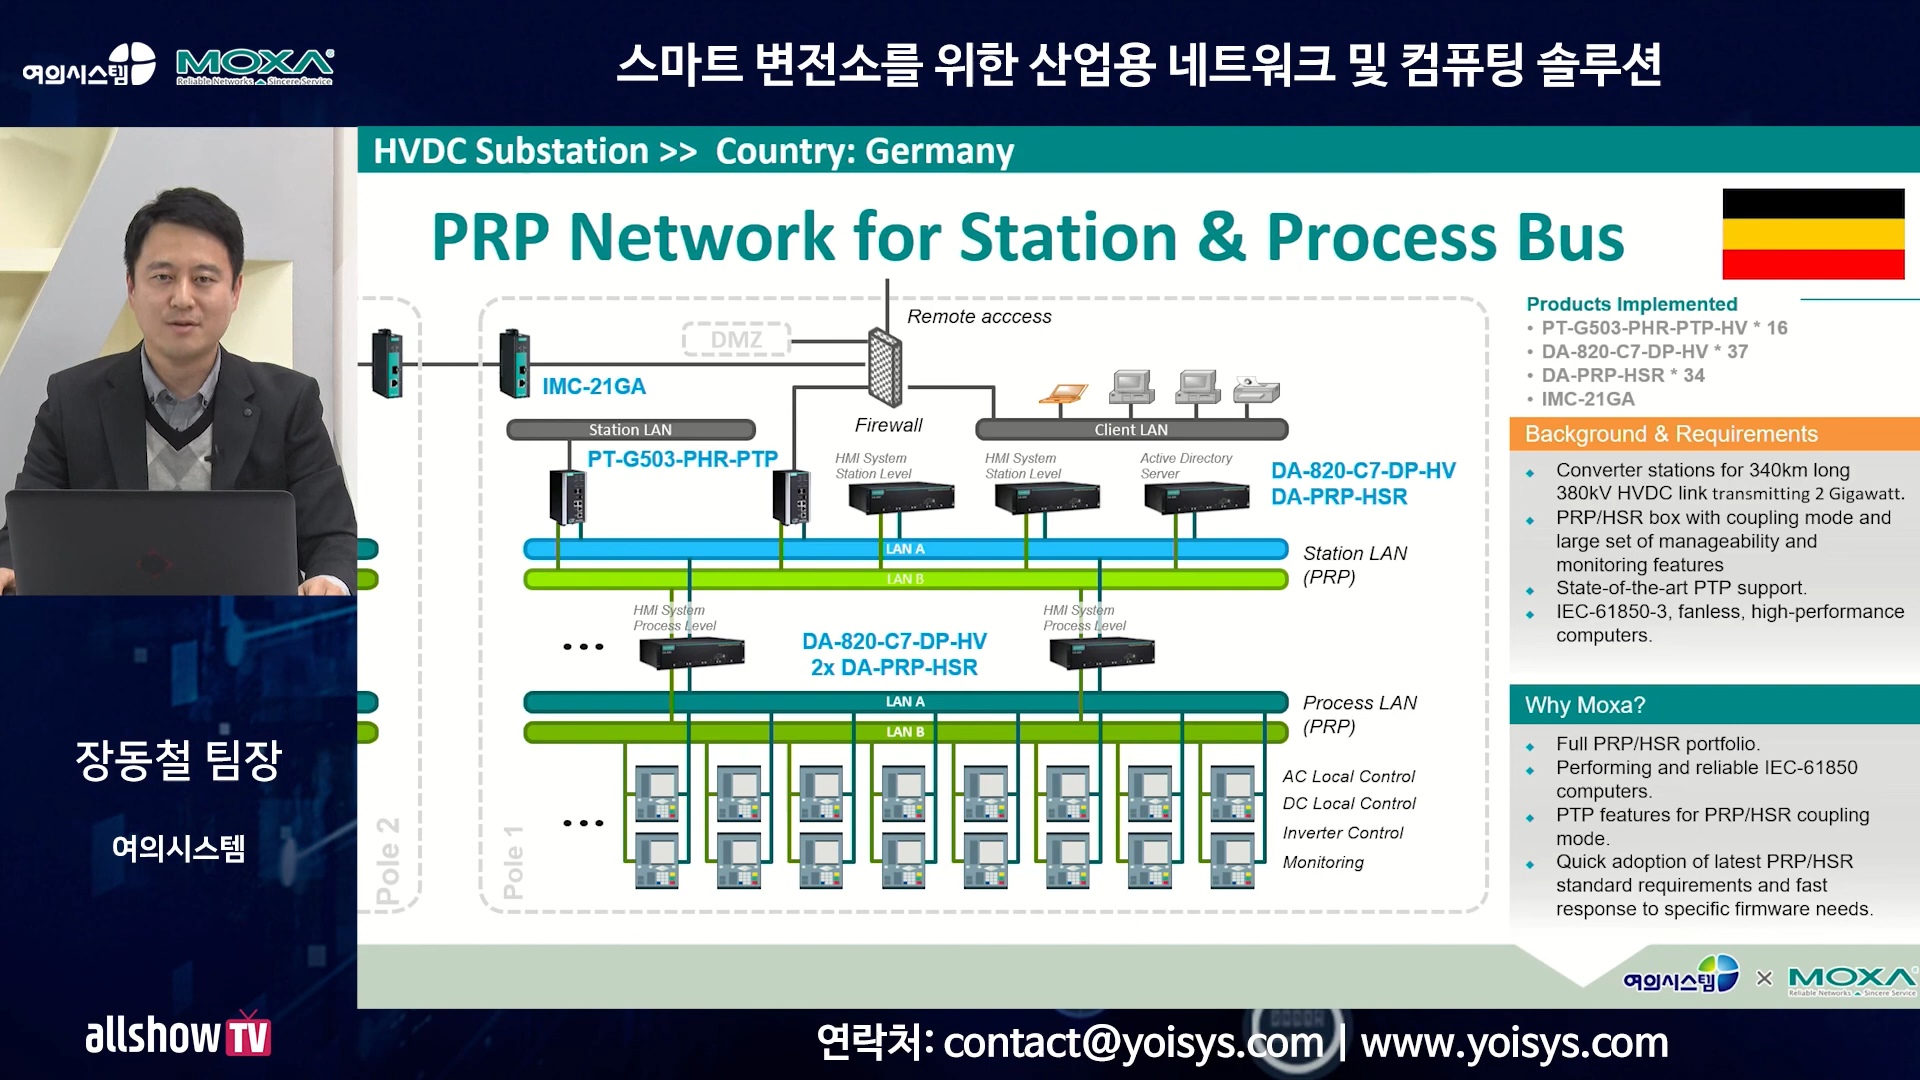 여의시스템 MOXA
Reliable Networks Sincere Service
스마트 변전소를 위한 산업용 네트워크 및 컴퓨팅 솔루션
HVDC Substation >> Country: Germany
PRP Network for Station & Process Bus
Remote acccess
DMZ
IMC-21GA
Firewall
Station LAN
Client LAN
PT-G503-PHR-PTP
HMI System
Station Level
HMI System
Station Level
Active Directory
Server
DA-820-C7-DP-HV
DA-PRP-HSR
LAN A
LAN B
Station LAN
(PRP)
HMI System
Process Level
HMI System
Process Level
DA-820-C7-DP-HV
2x DA-PRP-HSR
LAN A
LAN B
Process LAN
(PRP)
AC Local Control
DC Local Control
Inverter Control
Monitoring
Pole 2
Pole 1
Products Implemented
• PT-G503-PHR-PTP-HV * 16
• DA-820-C7-DP-HV * 37
• DA-PRP-HSR * 34
• IMC-21GA
Background & Requirements
Converter stations for 340km long
380kV HVDC link transmitting 2 Gigawatt.
PRP/HSR box with coupling mode and
large set of manageability and
monitoring features
State-of-the-art PTP support.
IEC-61850-3, fanless, high-performance
computers.
Why Moxa?
Full PRP/HSR portfolio.
Performing and reliable IEC-61850
computers.
PTP features for PRP/HSR coupling
mode.
Quick adoption of latest PRP/HSR
standard requirements and fast
response to specific firmware needs.
장동철 팀장
여의시스템
여의시스템 × MOXA
Reliable Networks Sincere Service
allshowTV
연락처: contact@yoisys.com | www.yoisys.com